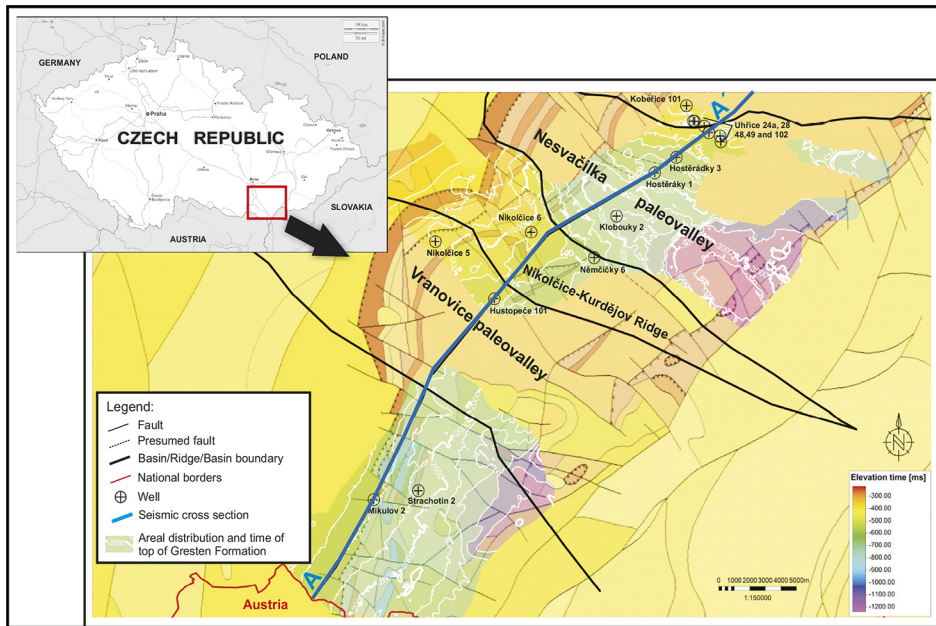 GERMANY
POLAND
Praha
CZECH REPUBLIC
Brno
SLOVAKIA
AUSTRIA
Kobeřice 101
A'
Uhřice 24a, 28
48,49 and 102
Nesvačilka
paleovalley
Hostěrádky 3
Hostěráky 1
Nikolčice 6
Klobouky 2
Nikolčice 5
Němčičky 6
Nikolčice-Kurdějov Ridge
Vranovice paleovalley
Hustopeče 101
Strachotin 2
Mikulov 2
A
Austria
Legend:
Fault
Presumed fault
Basin/Ridge/Basin boundary
National borders
Well
Seismic cross section
Areal distribution and time of
top of Gresten Formation
N
0 1000 2000 3000 4000 5000m
1:150000
Elevation time [ms]
-300.00
-400.00
-500.00
-600.00
-700.00
-800.00
-900.00
-1000.00
-1100.00
-1200.00